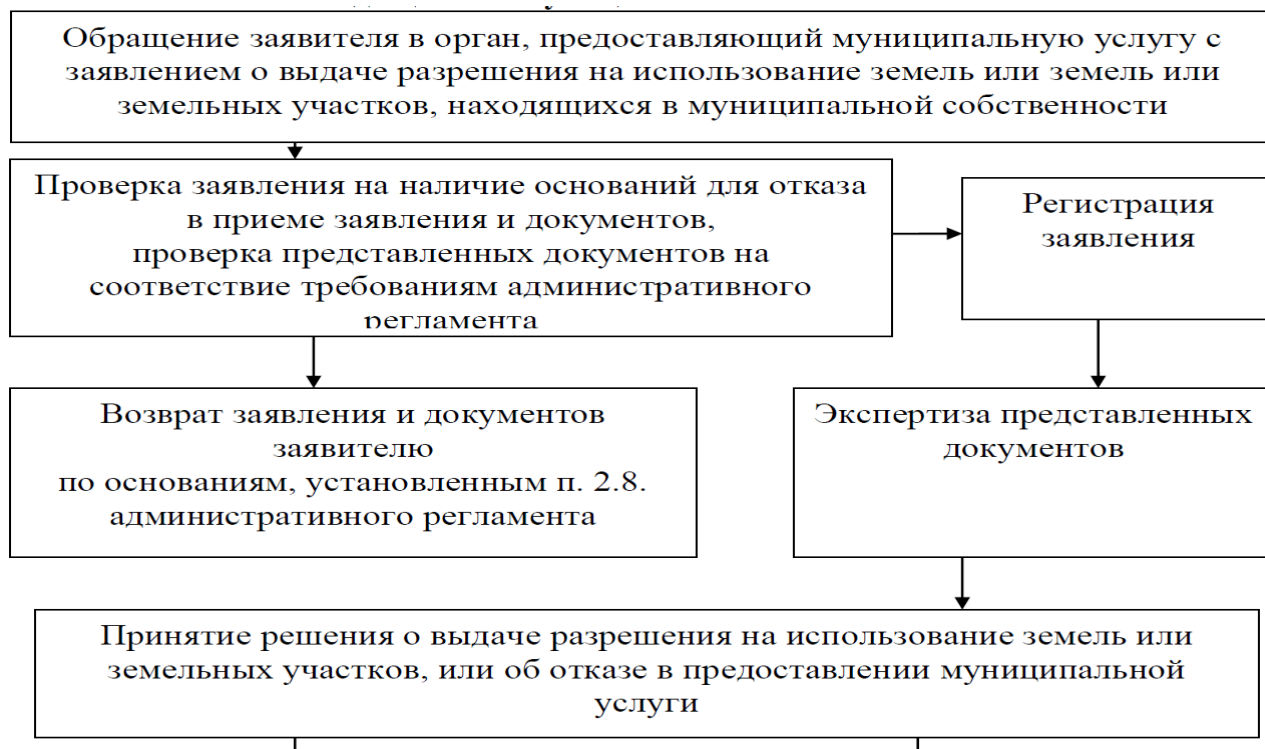 Обращение заявителя в орган, предоставляющий муниципальную услугу с
заявлением о выдаче разрешения на использование земель или земель или
земельных участков, находящихся в муниципальной собственности
Проверка заявления на наличие оснований для отказа
в приеме заявления и документов,
проверка представленных документов на
соответствие требованиям административного
регламента
Регистрация
заявления
Возврат заявления и документов
заявителю
по основаниям, установленным п. 2.8.
административного регламента
Экспертиза представленных
документов
Принятие решения о выдаче разрешения на использование земель или
земельных участков, или об отказе в предоставлении муниципальной
услуги